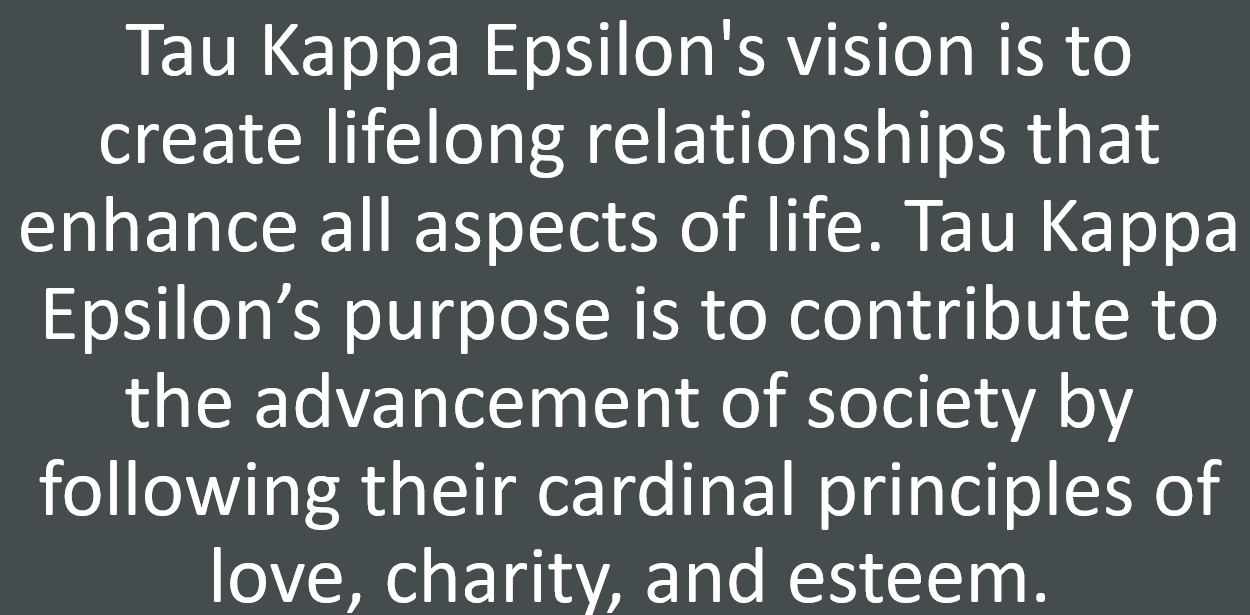 Tau Kappa Epsilon's vision is to
create lifelong relationships that
enhance all aspects of life. Tau Kappa
Epsilon’s purpose is to contribute to
the advancement of society by
following their cardinal principles of
love, charity, and esteem.